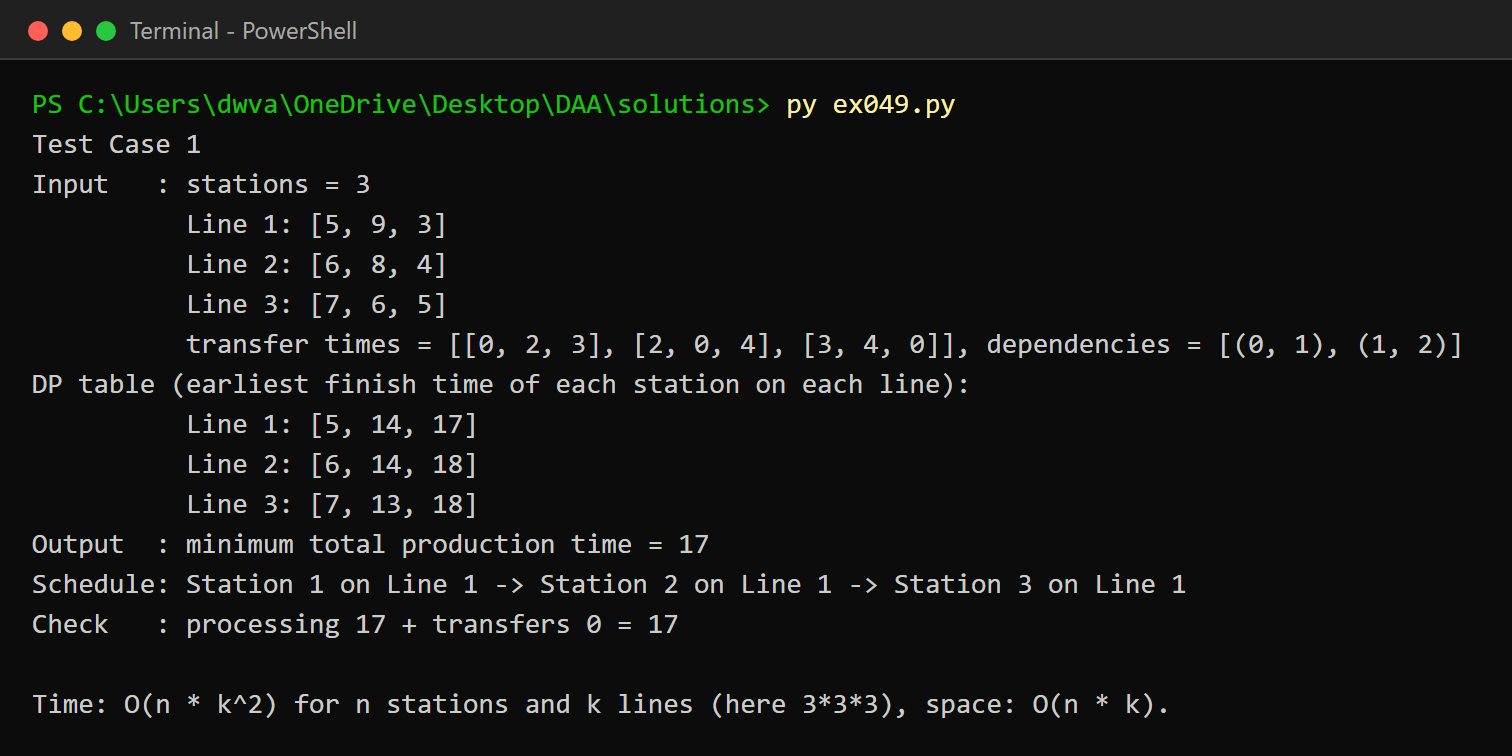 Terminal - PowerShell
PS C:\Users\dwva\OneDrive\Desktop\DAA\solutions> py ex049.py
Test Case 1
Input   : stations = 3
          Line 1: [5, 9, 3]
          Line 2: [6, 8, 4]
          Line 3: [7, 6, 5]
          transfer times = [[0, 2, 3], [2, 0, 4], [3, 4, 0]], dependencies = [(0, 1), (1, 2)]
DP table (earliest finish time of each station on each line):
          Line 1: [5, 14, 17]
          Line 2: [6, 14, 18]
          Line 3: [7, 13, 18]
Output  : minimum total production time = 17
Schedule: Station 1 on Line 1 -> Station 2 on Line 1 -> Station 3 on Line 1
Check   : processing 17 + transfers 0 = 17

Time: O(n * k^2) for n stations and k lines (here 3*3*3), space: O(n * k).